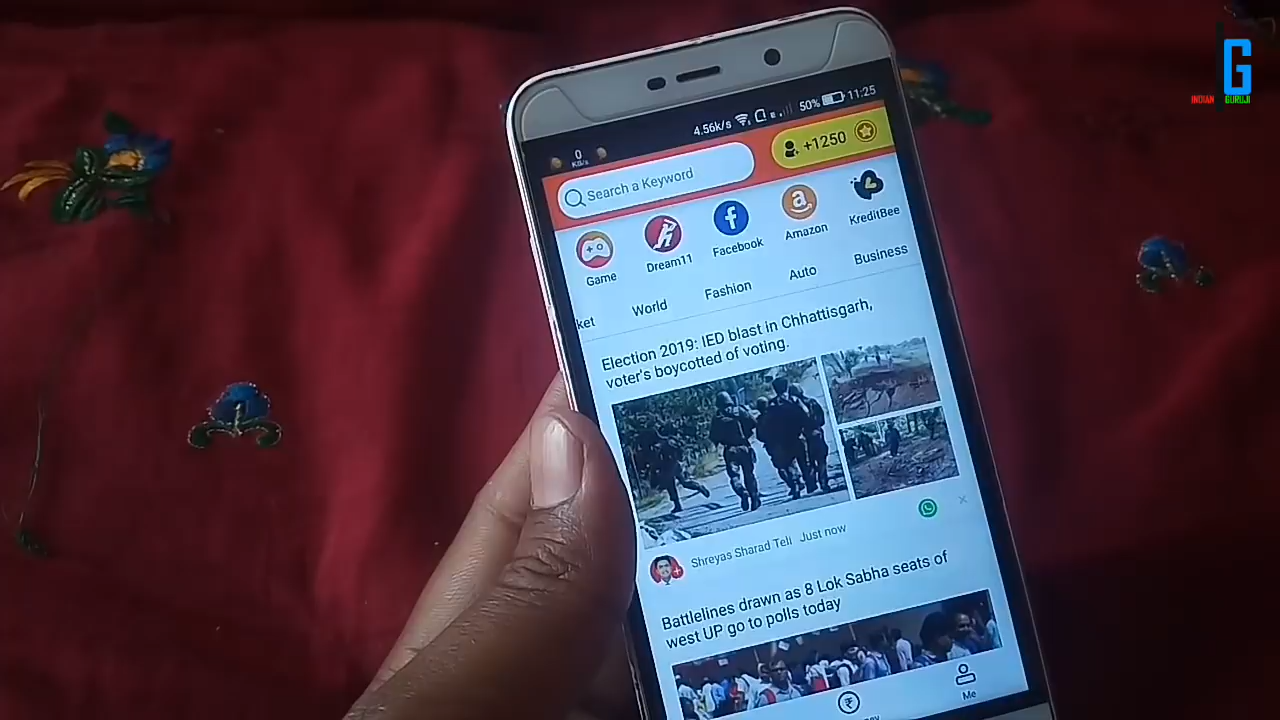 G
INDIAN GURUJI
4.56k/s 50% 11:25
0
KB/s
Search a Keyword
+1250
Game
Dream11
Facebook
Amazon
KreditBee
ket
World
Fashion
Auto
Business
Election 2019: IED blast in Chhattisgarh,
voter's boycotted of voting.
Shreyas Sharad Teli Just now
Battlelines drawn as 8 Lok Sabha seats of
west UP go to polls today
₹
Me